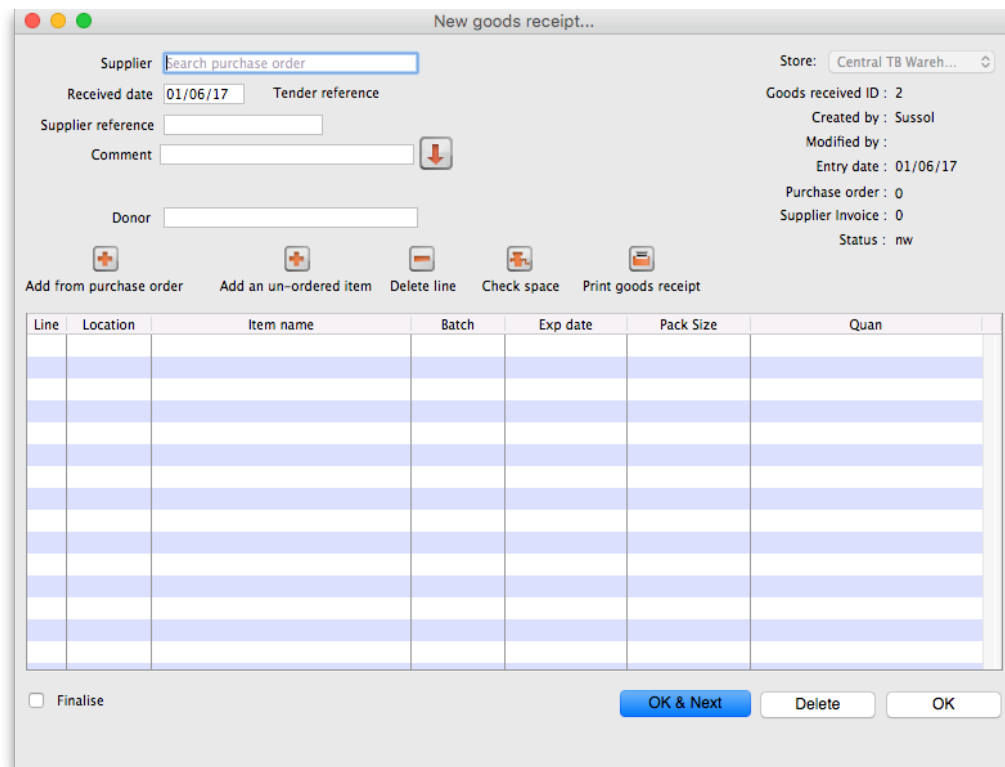 New goods receipt...
Supplier Search purchase order
Store: Central TB Wareh...
Received date 01/06/17 Tender reference
Goods received ID : 2
Supplier reference
Created by : Sussol
Modified by :
Comment
Entry date : 01/06/17
Purchase order : 0
Donor
Supplier Invoice : 0
Status : nw
Add from purchase order Add an un-ordered item Delete line Check space Print goods receipt
Line Location Item name Batch Exp date Pack Size Quan
Finalise OK & Next Delete OK